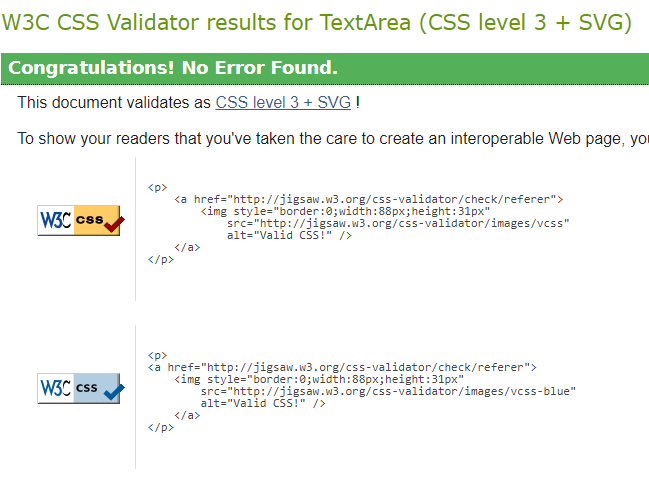 W3C CSS Validator results for TextArea (CSS level 3 + SVG)
Congratulations! No Error Found.
This document validates as CSS level 3 + SVG !
To show your readers that you've taken the care to create an interoperable Web page, you
W3C css
<p>
<a href="http://jigsaw.w3.org/css-validator/check/referer">
<img style="border:0;width:88px;height:31px"
src="http://jigsaw.w3.org/css-validator/images/vcss"
alt="Valid CSS!" />
</a>
</p>
W3C css
<p>
<a href="http://jigsaw.w3.org/css-validator/check/referer">
<img style="border:0;width:88px;height:31px"
src="http://jigsaw.w3.org/css-validator/images/vcss-blue"
alt="Valid CSS!" />
</a>
</p>